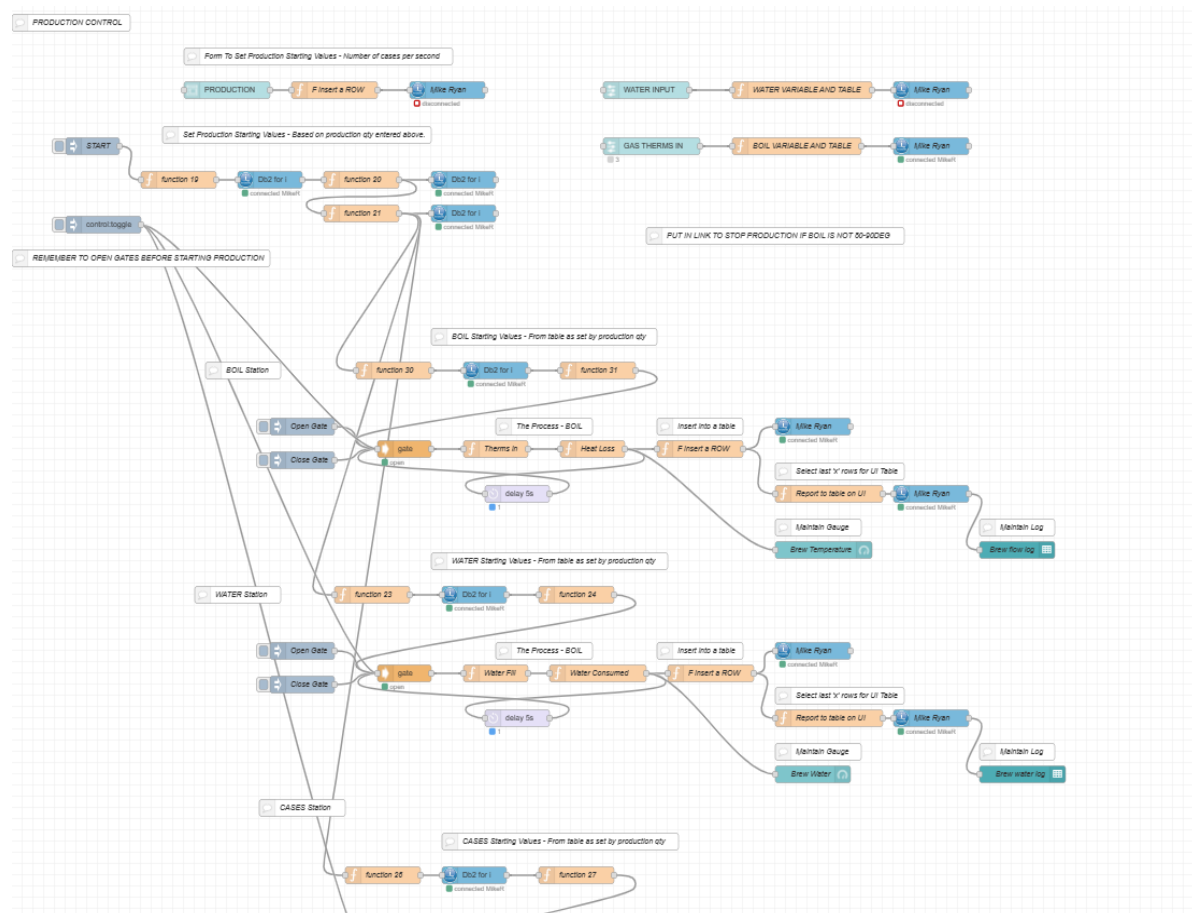 PRODUCTION CONTROL
Form To Set Production Starting Values - Number of cases per second
PRODUCTION
F Insert a ROW
Mike Ryan
disconnected
WATER INPUT
WATER VARIABLE AND TABLE
Mike Ryan
disconnected
Set Production Starting Values - Based on production qty entered above.
START
GAS THERMS IN
3
BOIL VARIABLE AND TABLE
Mike Ryan
connected MikeR
function 19
Db2 for i
connected MikeR
function 20
Db2 for i
connected MikeR
function 21
Db2 for i
connected MikeR
control.toggle
PUT IN LINK TO STOP PRODUCTION IF BOIL IS NOT 50-90DEG
REMEMBER TO OPEN GATES BEFORE STARTING PRODUCTION
BOIL Starting Values - From table as set by production qty
BOIL Station
function 30
Db2 for i
connected MikeR
function 31
Open Gate
The Process - BOIL
Insert into a table
Mike Ryan
connected MikeR
Close Gate
gate
open
Therms In
Heat Loss
F Insert a ROW
Select last 'x' rows for UI Table
delay 5s
1
Report to table on UI
Mike Ryan
connected MikeR
Maintain Gauge
Maintain Log
Brew Temperature
Brew flow log
WATER Starting Values - From table as set by production qty
WATER Station
function 23
Db2 for i
connected MikeR
function 24
Open Gate
The Process - BOIL
Insert into a table
Mike Ryan
connected MikeR
Close Gate
gate
open
Water Fill
Water Consumed
F Insert a ROW
Select last 'x' rows for UI Table
delay 5s
1
Report to table on UI
Mike Ryan
connected MikeR
Maintain Gauge
Maintain Log
Brew Water
Brew water log
CASES Station
CASES Starting Values - From table as set by production qty
function 26
Db2 for i
connected MikeR
function 27